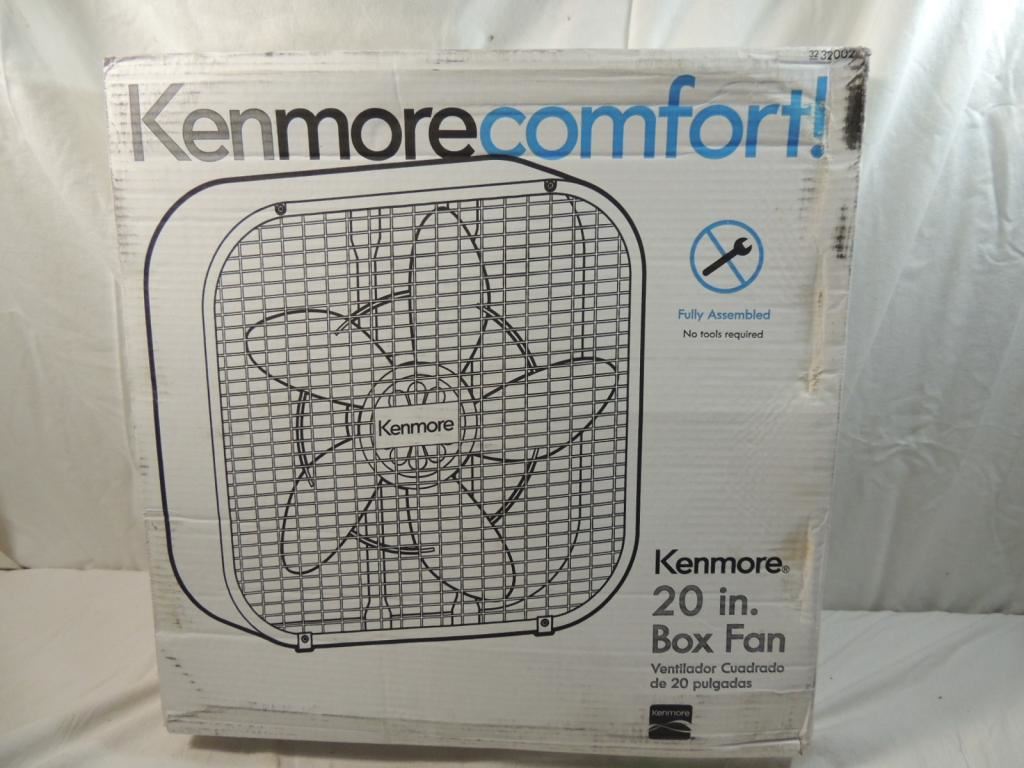 32 32002
Kenmorecomfort!
Fully Assembled
No tools required
Kenmore
Kenmore®
20 in.
Box Fan
Ventilador Cuadrado
de 20 pulgadas
Kenmore